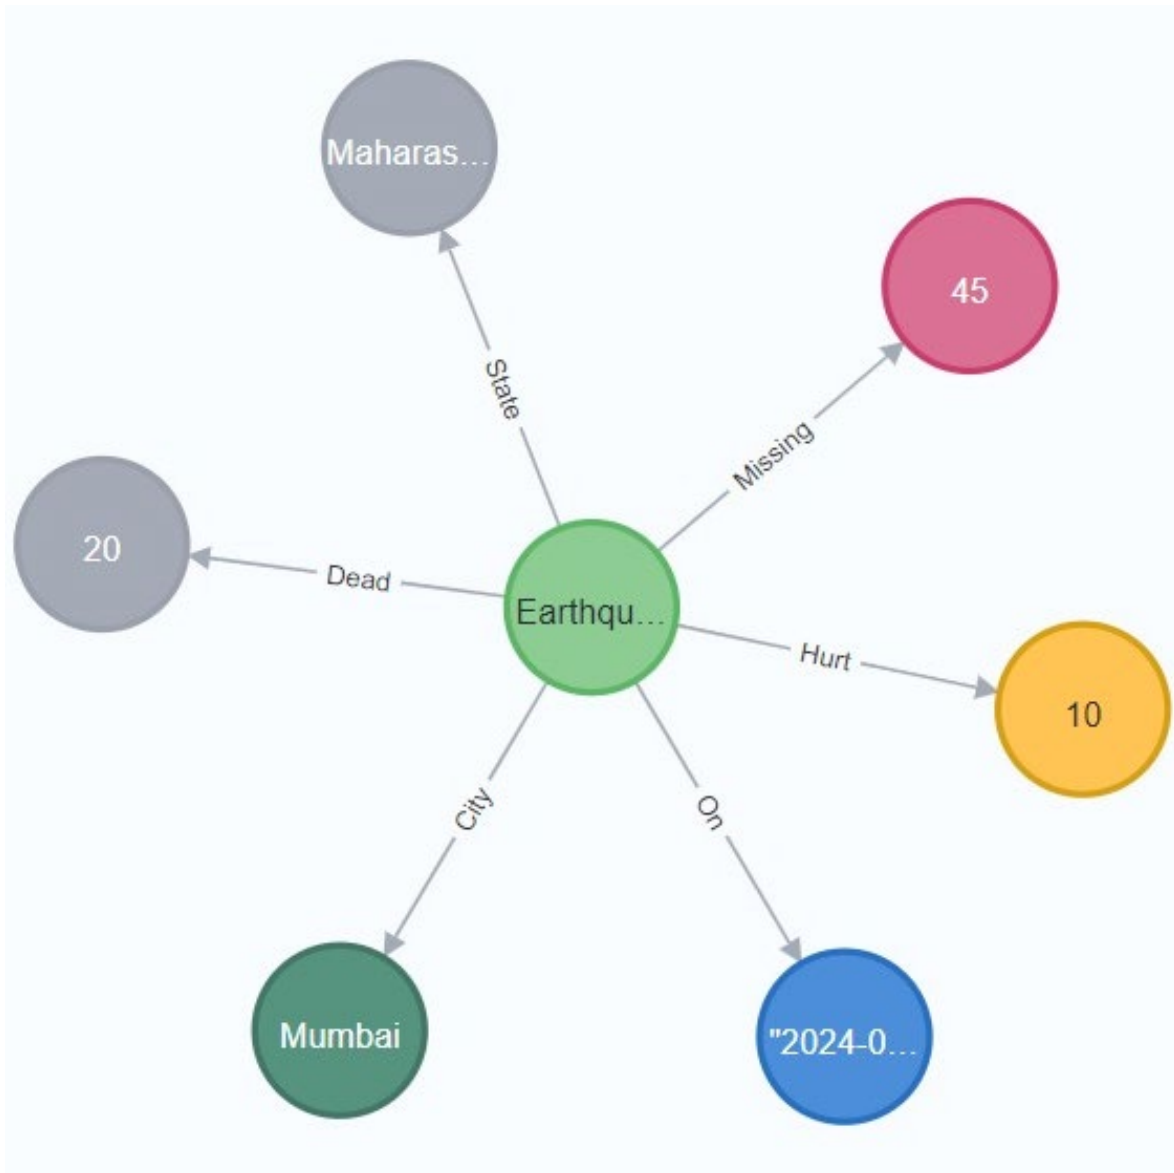 Maharas...
45
State
Missing
20
Dead
Earthqu...
Hurt
10
City
On
Mumbai
"2024-0...